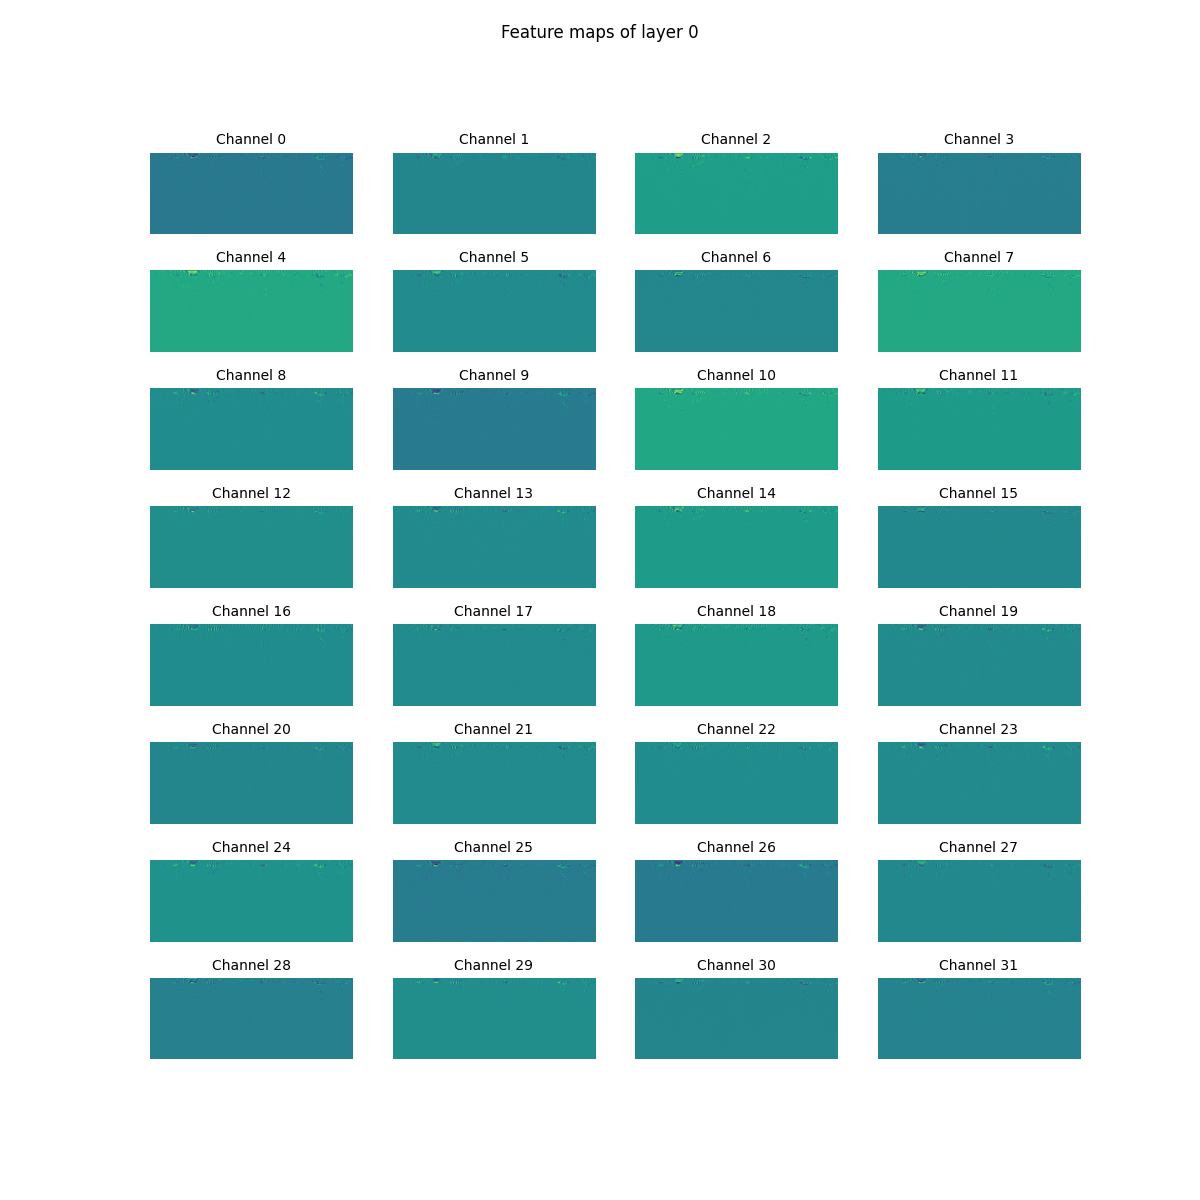 Feature maps of layer 0
Channel 0 Channel 1 Channel 2 Channel 3
Channel 4 Channel 5 Channel 6 Channel 7
Channel 8 Channel 9 Channel 10 Channel 11
Channel 12 Channel 13 Channel 14 Channel 15
Channel 16 Channel 17 Channel 18 Channel 19
Channel 20 Channel 21 Channel 22 Channel 23
Channel 24 Channel 25 Channel 26 Channel 27
Channel 28 Channel 29 Channel 30 Channel 31